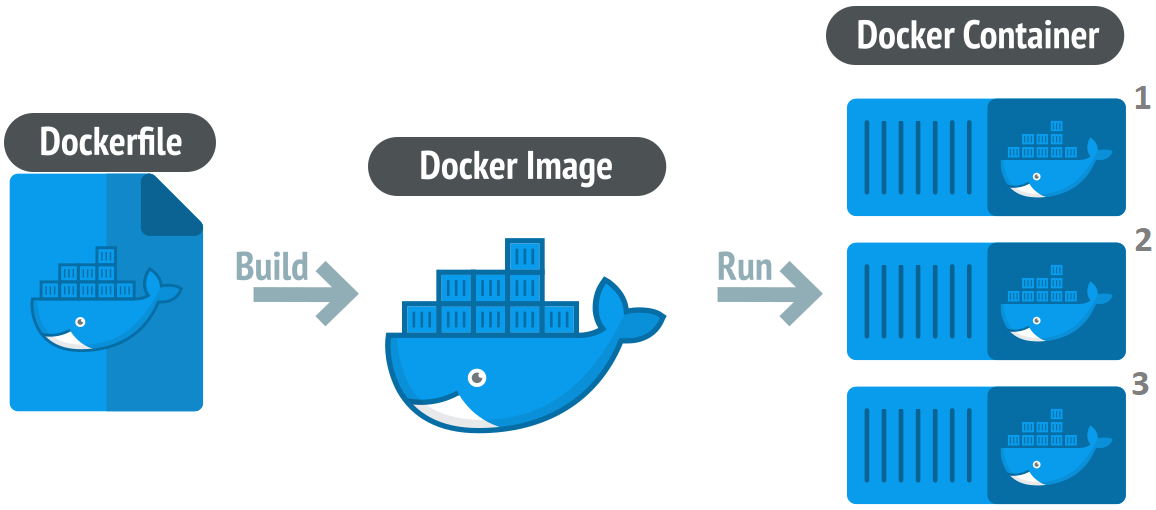 Dockerfile
Build
Docker Image
Run
Docker Container
1
2
3